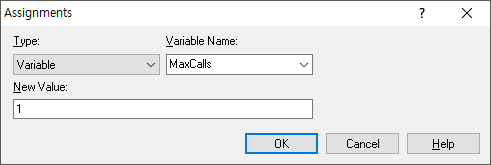 Assignments
Type: Variable Name:
Variable MaxCalls
New Value:
1
OK Cancel Help